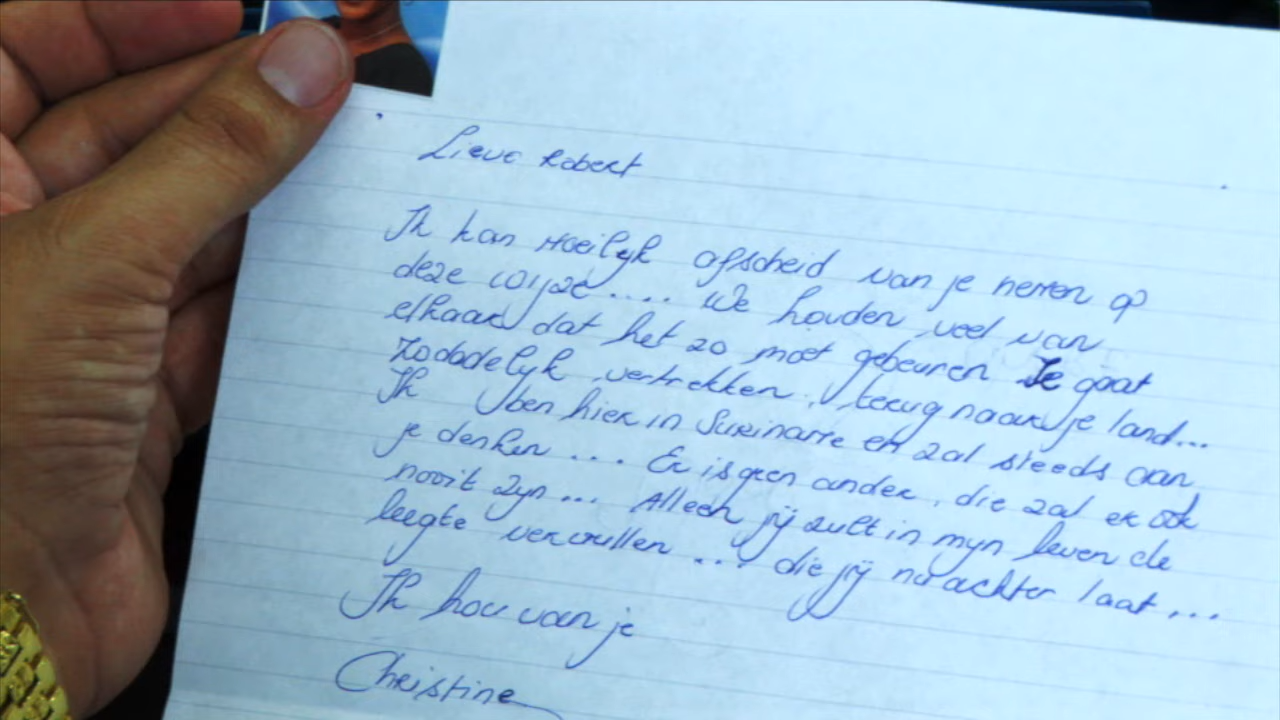 Lieve Robert
Ik kan Moeilijk afscheid van je nemen op
deze wijze.... We houden veel van
elkaar dat het zo moet gebeuren Je gaat
Zodadelijk vertrekken. terug naar je land...
Ik ben hier in Suriname en zal steeds aan
je denken... Er is geen ander, die zal er ook
nooit zijn... Alleen jij zult in mijn leven de
leegte vervullen... die jij nu achter laat...
Ik hou van je
Christine